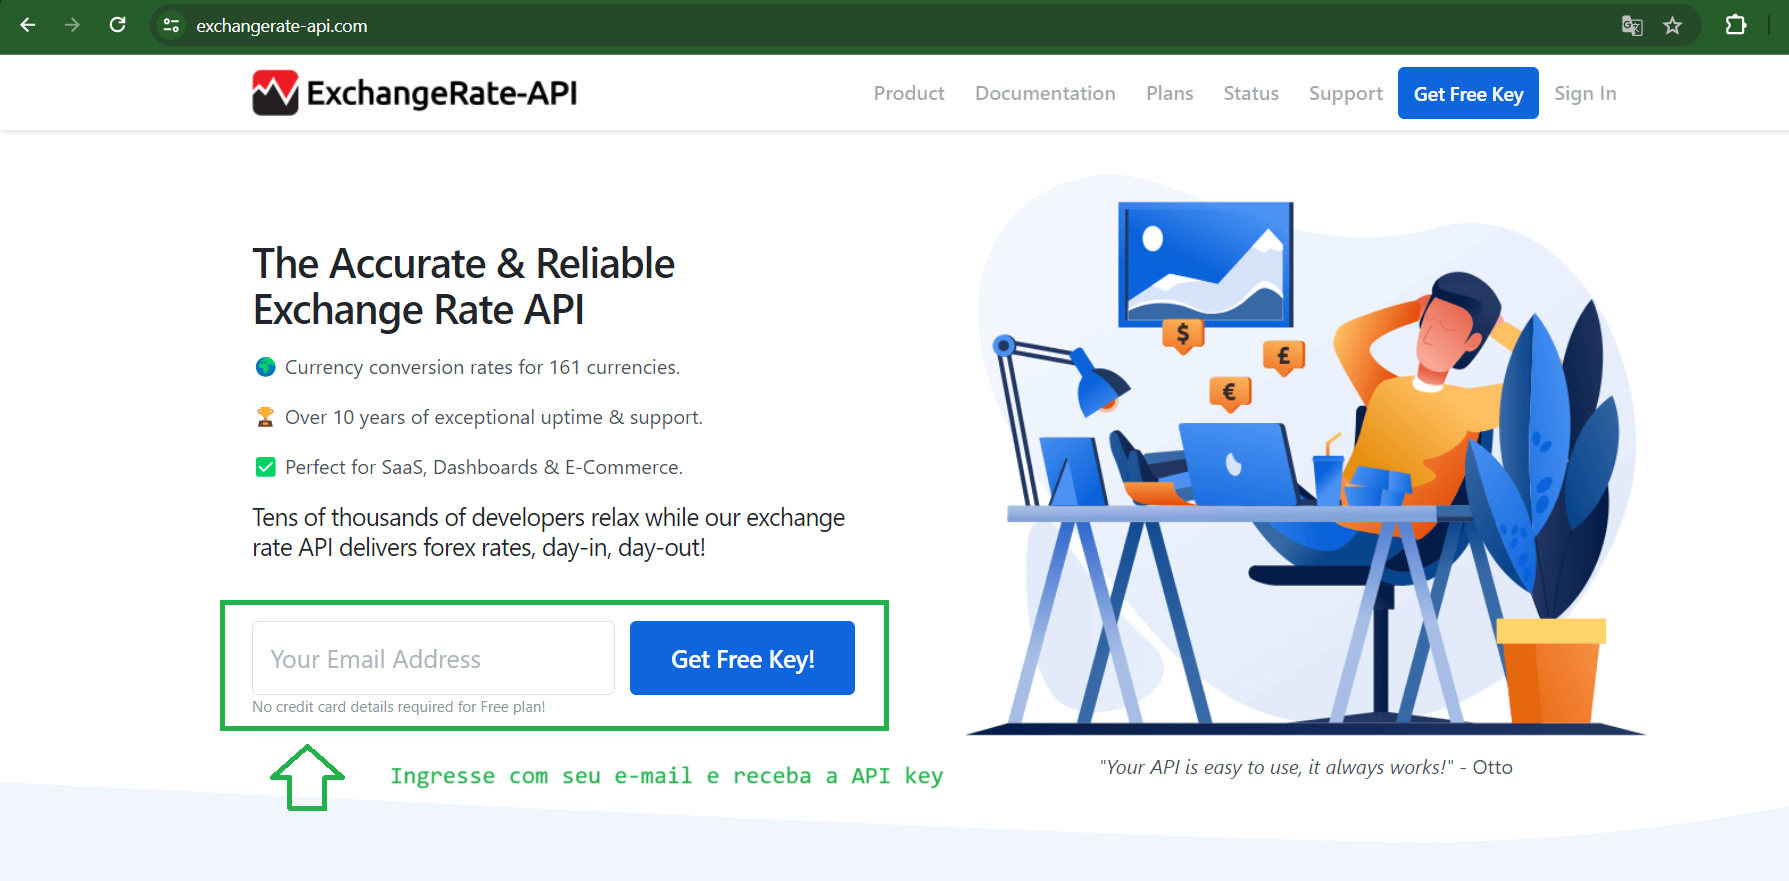 exchangerate-api.com
ExchangeRate-API
Product
Documentation
Plans
Status
Support
Get Free Key
Sign In
The Accurate & Reliable
Exchange Rate API
Currency conversion rates for 161 currencies.
Over 10 years of exceptional uptime & support.
Perfect for SaaS, Dashboards & E-Commerce.
Tens of thousands of developers relax while our exchange
rate API delivers forex rates, day-in, day-out!
Your Email Address
Get Free Key!
No credit card details required for Free plan!
Ingresse com seu e-mail e receba a API key
$
£
€
"Your API is easy to use, it always works!" - Otto